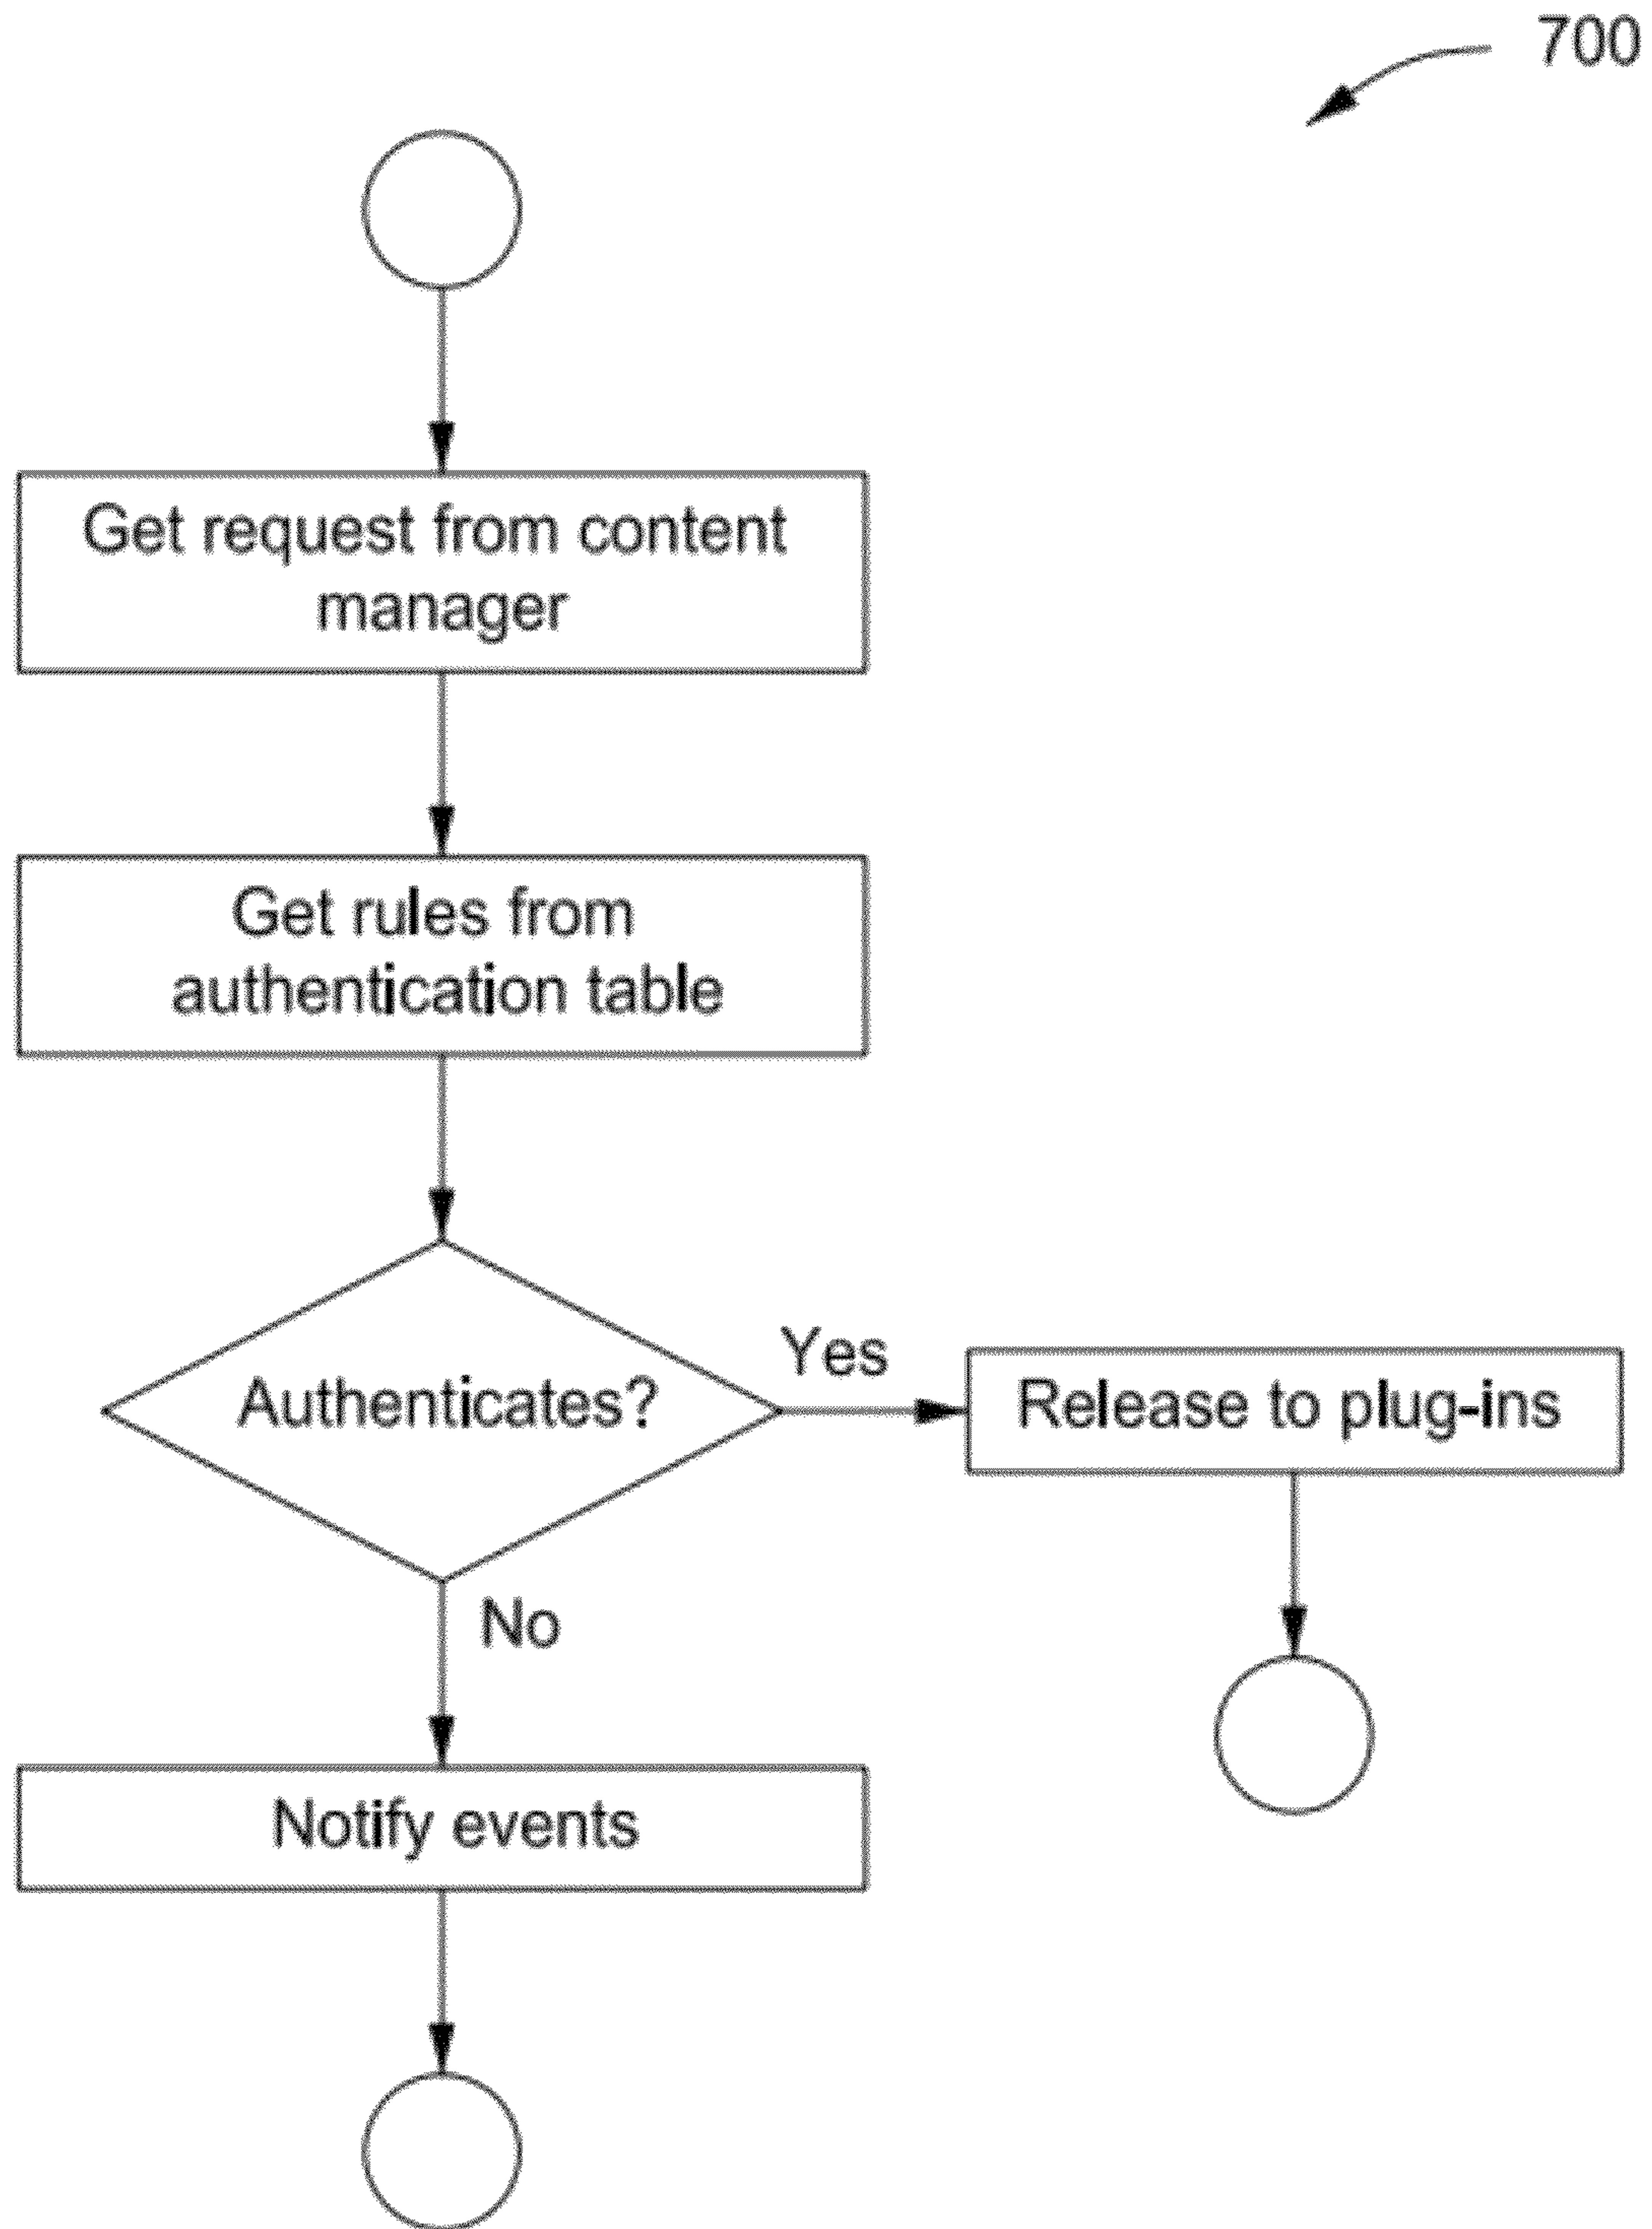 700
Get request from content
manager
Get rules from
authentication table
Authenticates?
Yes
Release to plug-ins
No
Notify events